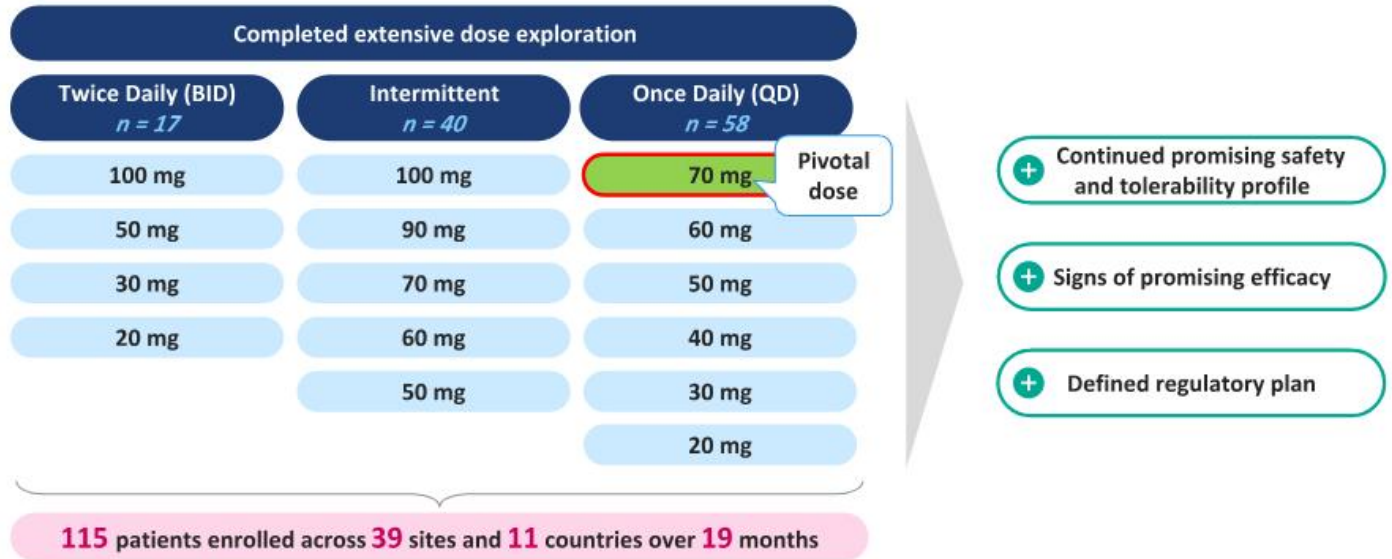 Completed extensive dose exploration
Twice Daily (BID)
n = 17
100 mg
50 mg
30 mg
20 mg
Intermittent
n = 40
100 mg
90 mg
70 mg
60 mg
50 mg
Once Daily (QD)
n = 58
70 mg
Pivotal
dose
60 mg
50 mg
40 mg
30 mg
20 mg
115 patients enrolled across 39 sites and 11 countries over 19 months
+
Continued promising safety
and tolerability profile
+
Signs of promising efficacy
+
Defined regulatory plan